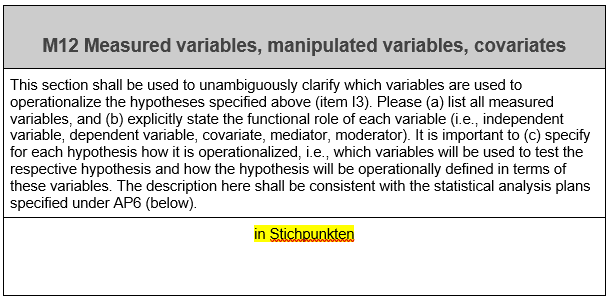 M12 Measured variables, manipulated variables, covariates
This section shall be used to unambiguously clarify which variables are used to
operationalize the hypotheses specified above (item I3). Please (a) list all measured
variables, and (b) explicitly state the functional role of each variable (i.e., independent
variable, dependent variable, covariate, mediator, moderator). It is important to (c) specify
for each hypothesis how it is operationalized, i.e., which variables will be used to test the
respective hypothesis and how the hypothesis will be operationally defined in terms of
these variables. The description here shall be consistent with the statistical analysis plans
specified under AP6 (below).
in Stichpunkten